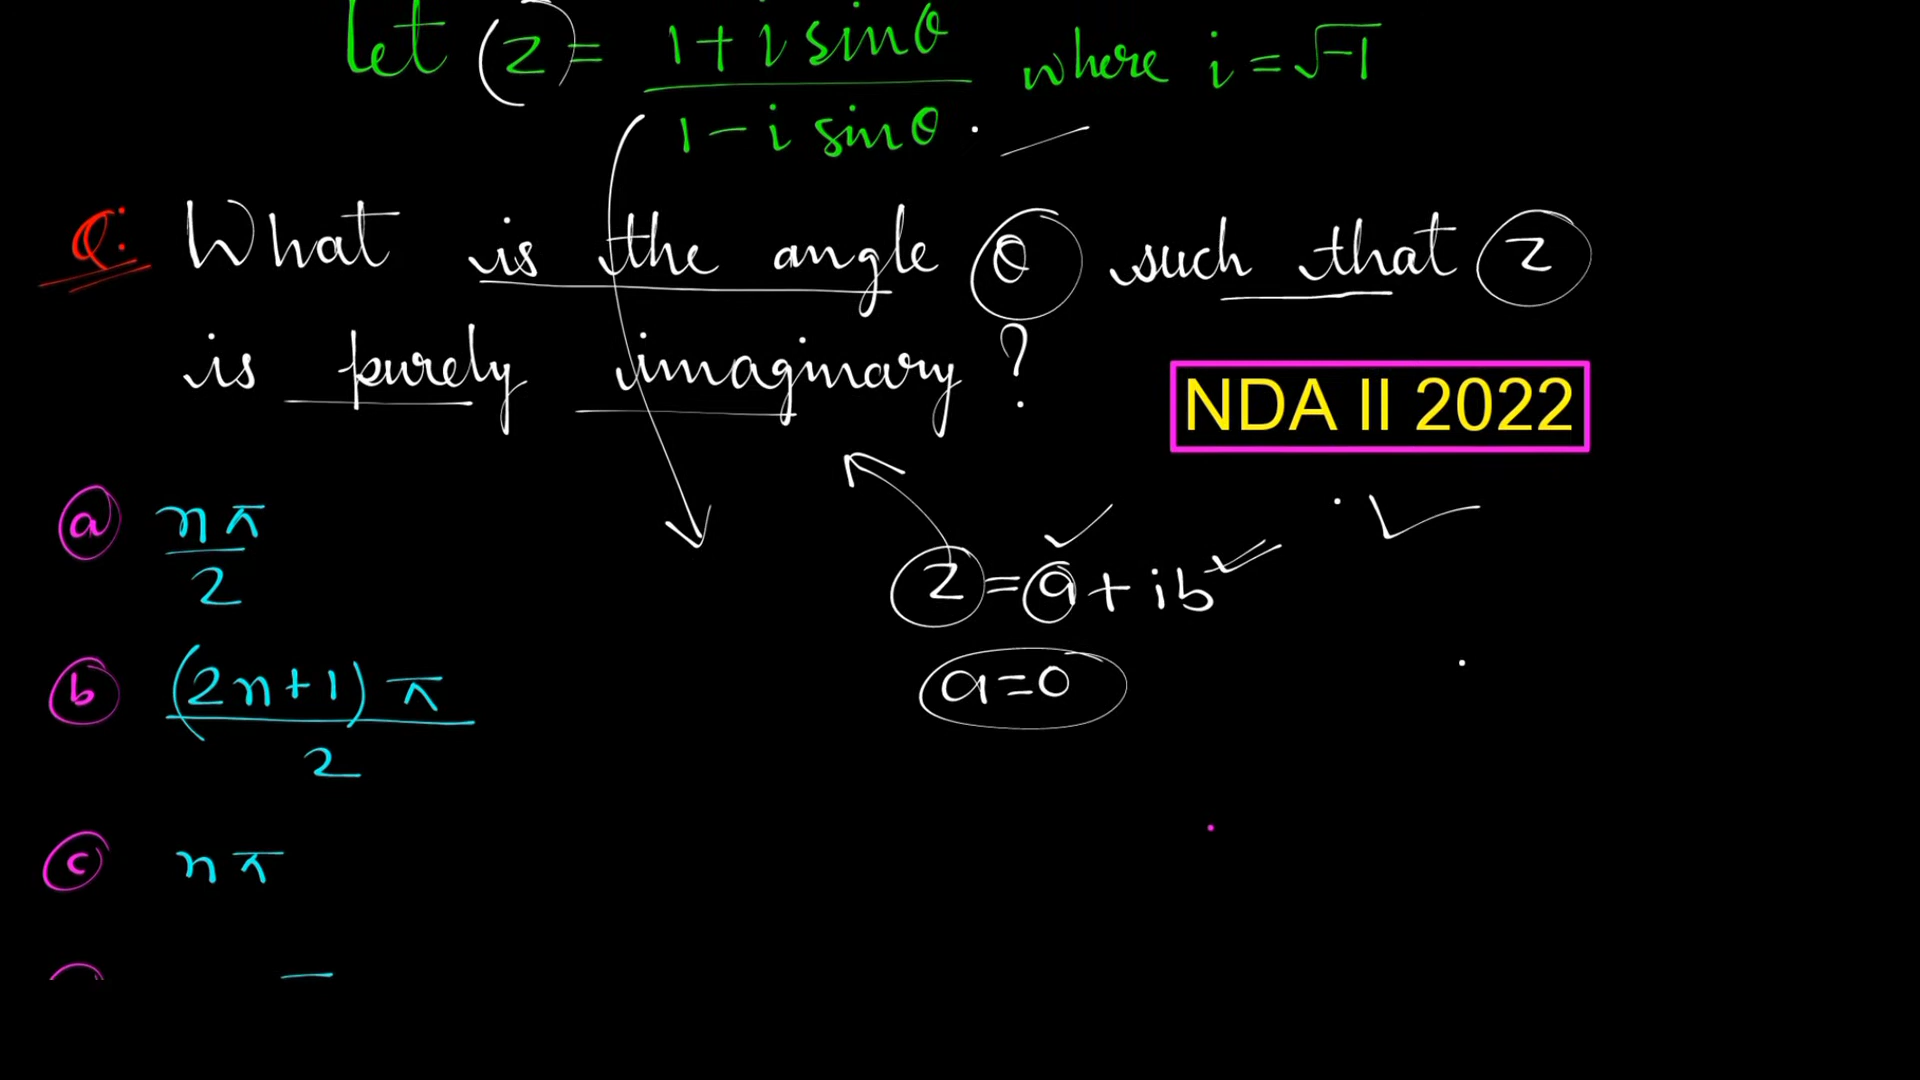 Let z = (1 + i sinθ) / (1 - i sinθ) where i = √-1
Q: What is the angle θ such that z
is purely imaginary ?
NDA II 2022
a nπ/2
z = a + ib
a=0
b (2n+1)π/2
c nπ